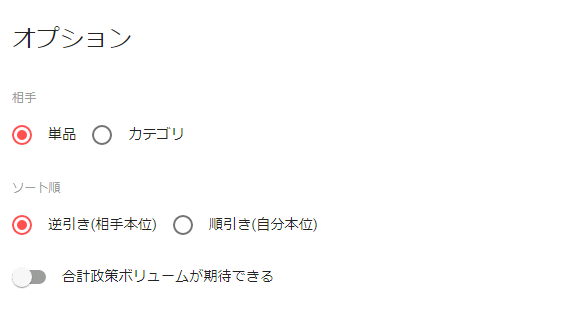 オプション
相手
単品 カテゴリ
ソート順
逆引き(相手本位) 順引き(自分本位)
合計政策ボリュームが期待できる